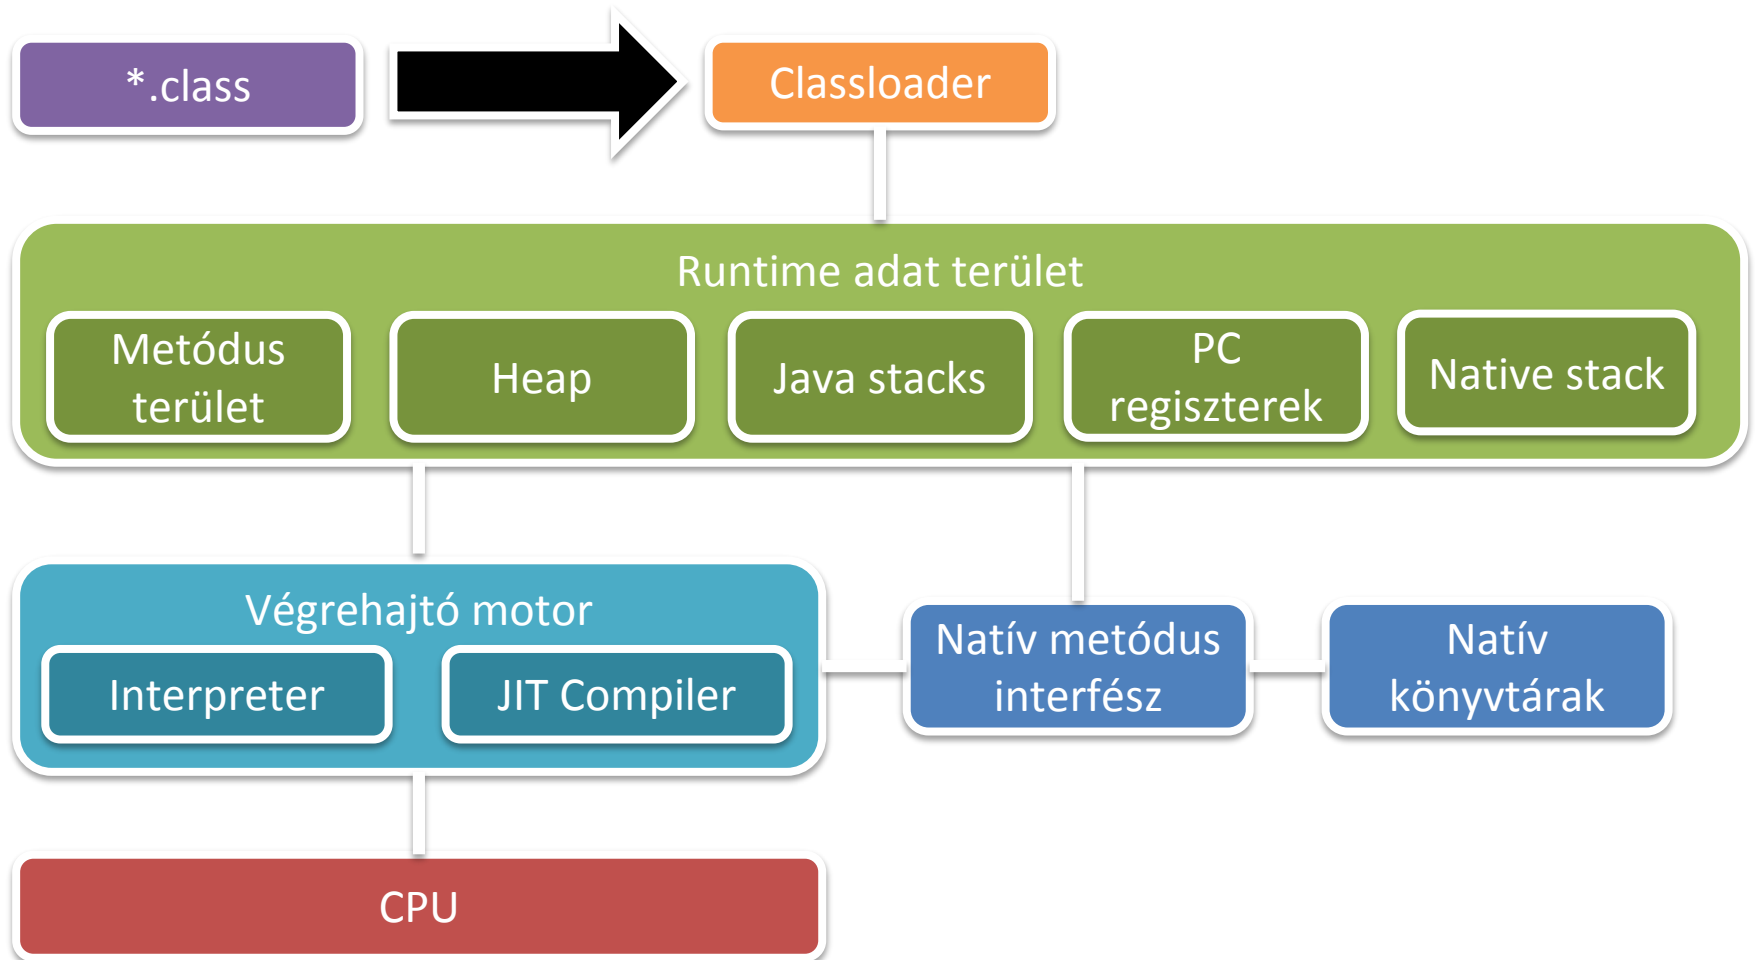 *.class
Classloader
Runtime adat terület
Metódus
terület
Heap
Java stacks
PC
regiszterek
Native stack
Végrehajtó motor
Interpreter
JIT Compiler
Natív metódus
interfész
Natív
könyvtárak
CPU